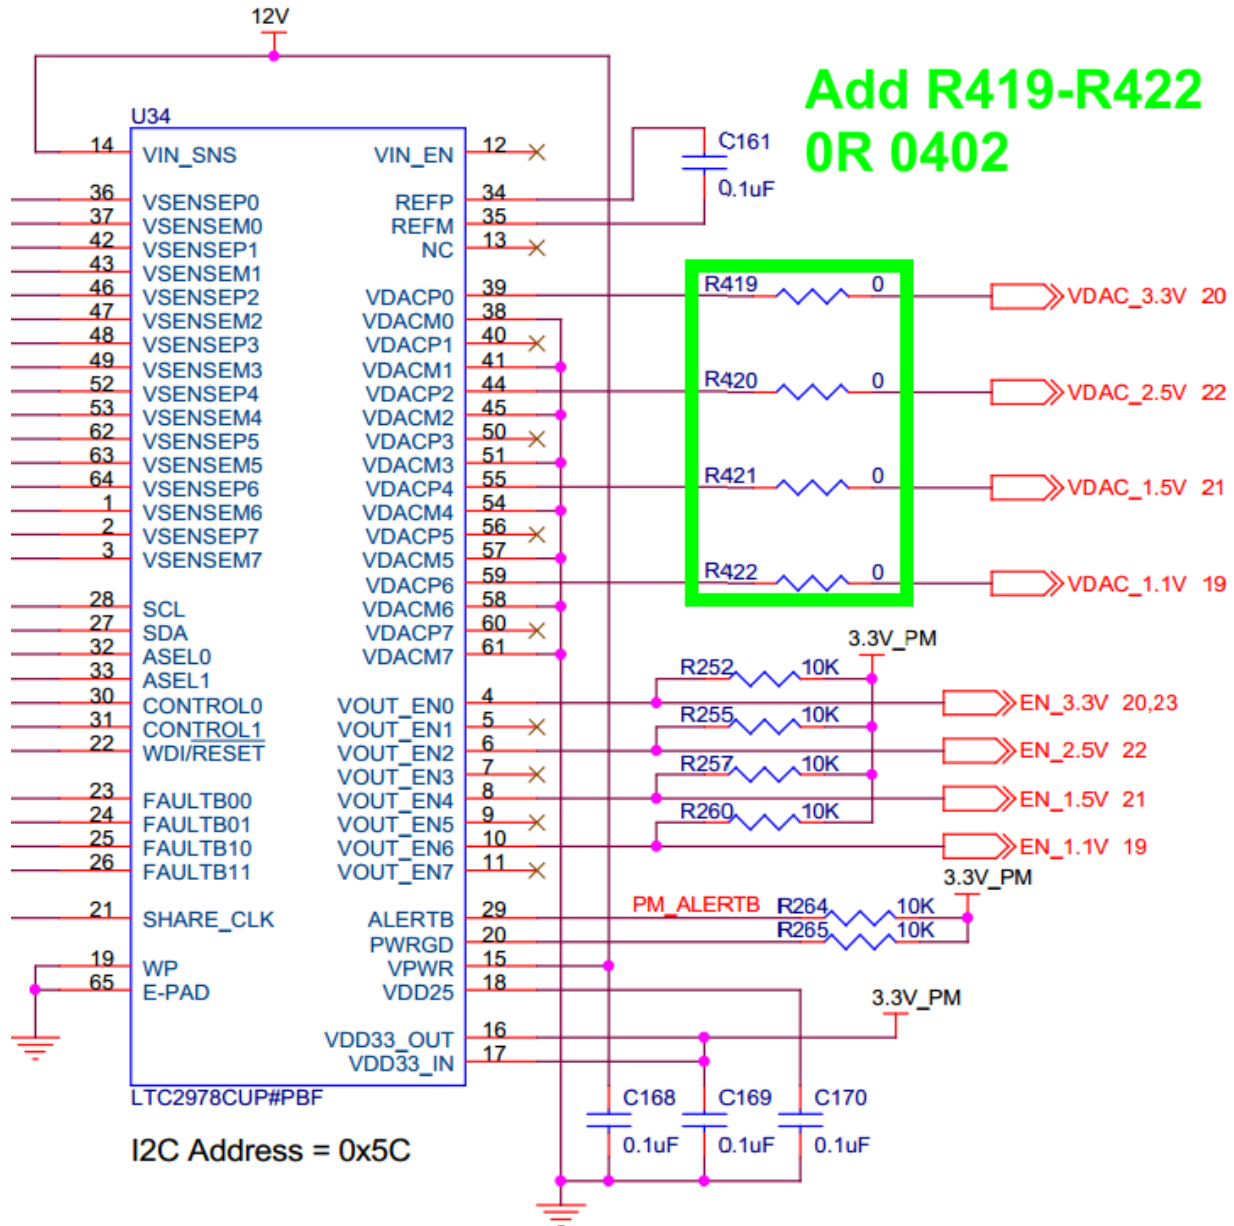 12V
Add R419-R422
0R 0402
U34
14 VIN_SNS VIN_EN 12
C161
0.1uF
36 VSENSEP0 REFP 34
37 VSENSEM0 REFM 35
42 VSENSEP1 NC 13
43 VSENSEM1
46 VSENSEP2 VDACP0 39 R419 0 VDAC_3.3V 20
47 VSENSEM2 VDACM0 38
48 VSENSEP3 VDACP1 40
49 VSENSEM3 VDACM1 41
52 VSENSEP4 VDACP2 44 R420 0 VDAC_2.5V 22
53 VSENSEM4 VDACM2 45
62 VSENSEP5 VDACP3 50
63 VSENSEM5 VDACM3 51
64 VSENSEP6 VDACP4 55 R421 0 VDAC_1.5V 21
1 VSENSEM6 VDACM4 54
2 VSENSEP7 VDACP5 56
3 VSENSEM7 VDACM5 57
VDACP6 59 R422 0 VDAC_1.1V 19
28 SCL VDACM6 58
27 SDA VDACP7 60
32 ASEL0 VDACM7 61
3.3V_PM
33 ASEL1
R252 10K
30 CONTROL0 VOUT_EN0 4 EN_3.3V 20,23
31 CONTROL1 VOUT_EN1 5 R255 10K
22 WDI/RESET VOUT_EN2 6 EN_2.5V 22
VOUT_EN3 7 R257 10K
23 FAULTB00 VOUT_EN4 8 EN_1.5V 21
24 FAULTB01 VOUT_EN5 9 R260 10K
25 FAULTB10 VOUT_EN6 10 EN_1.1V 19
26 FAULTB11 VOUT_EN7 11
3.3V_PM
21 SHARE_CLK ALERTB 29 PM_ALERTB R264 10K
PWRGD 20 R265 10K
19 WP VPWR 15
65 E-PAD VDD25 18
3.3V_PM
VDD33_OUT 16
VDD33_IN 17
LTC2978CUP#PBF
C168 C169 C170
0.1uF 0.1uF 0.1uF
I2C Address = 0x5C